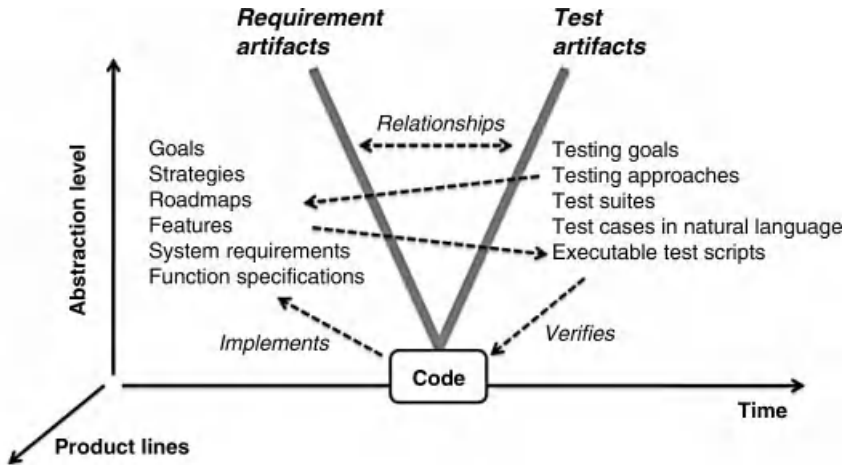 Requirement
artifacts
Test
artifacts
Relationships
Abstraction level
Goals
Strategies
Roadmaps
Features
System requirements
Function specifications
Testing goals
Testing approaches
Test suites
Test cases in natural language
Executable test scripts
Implements
Verifies
Code
Time
Product lines